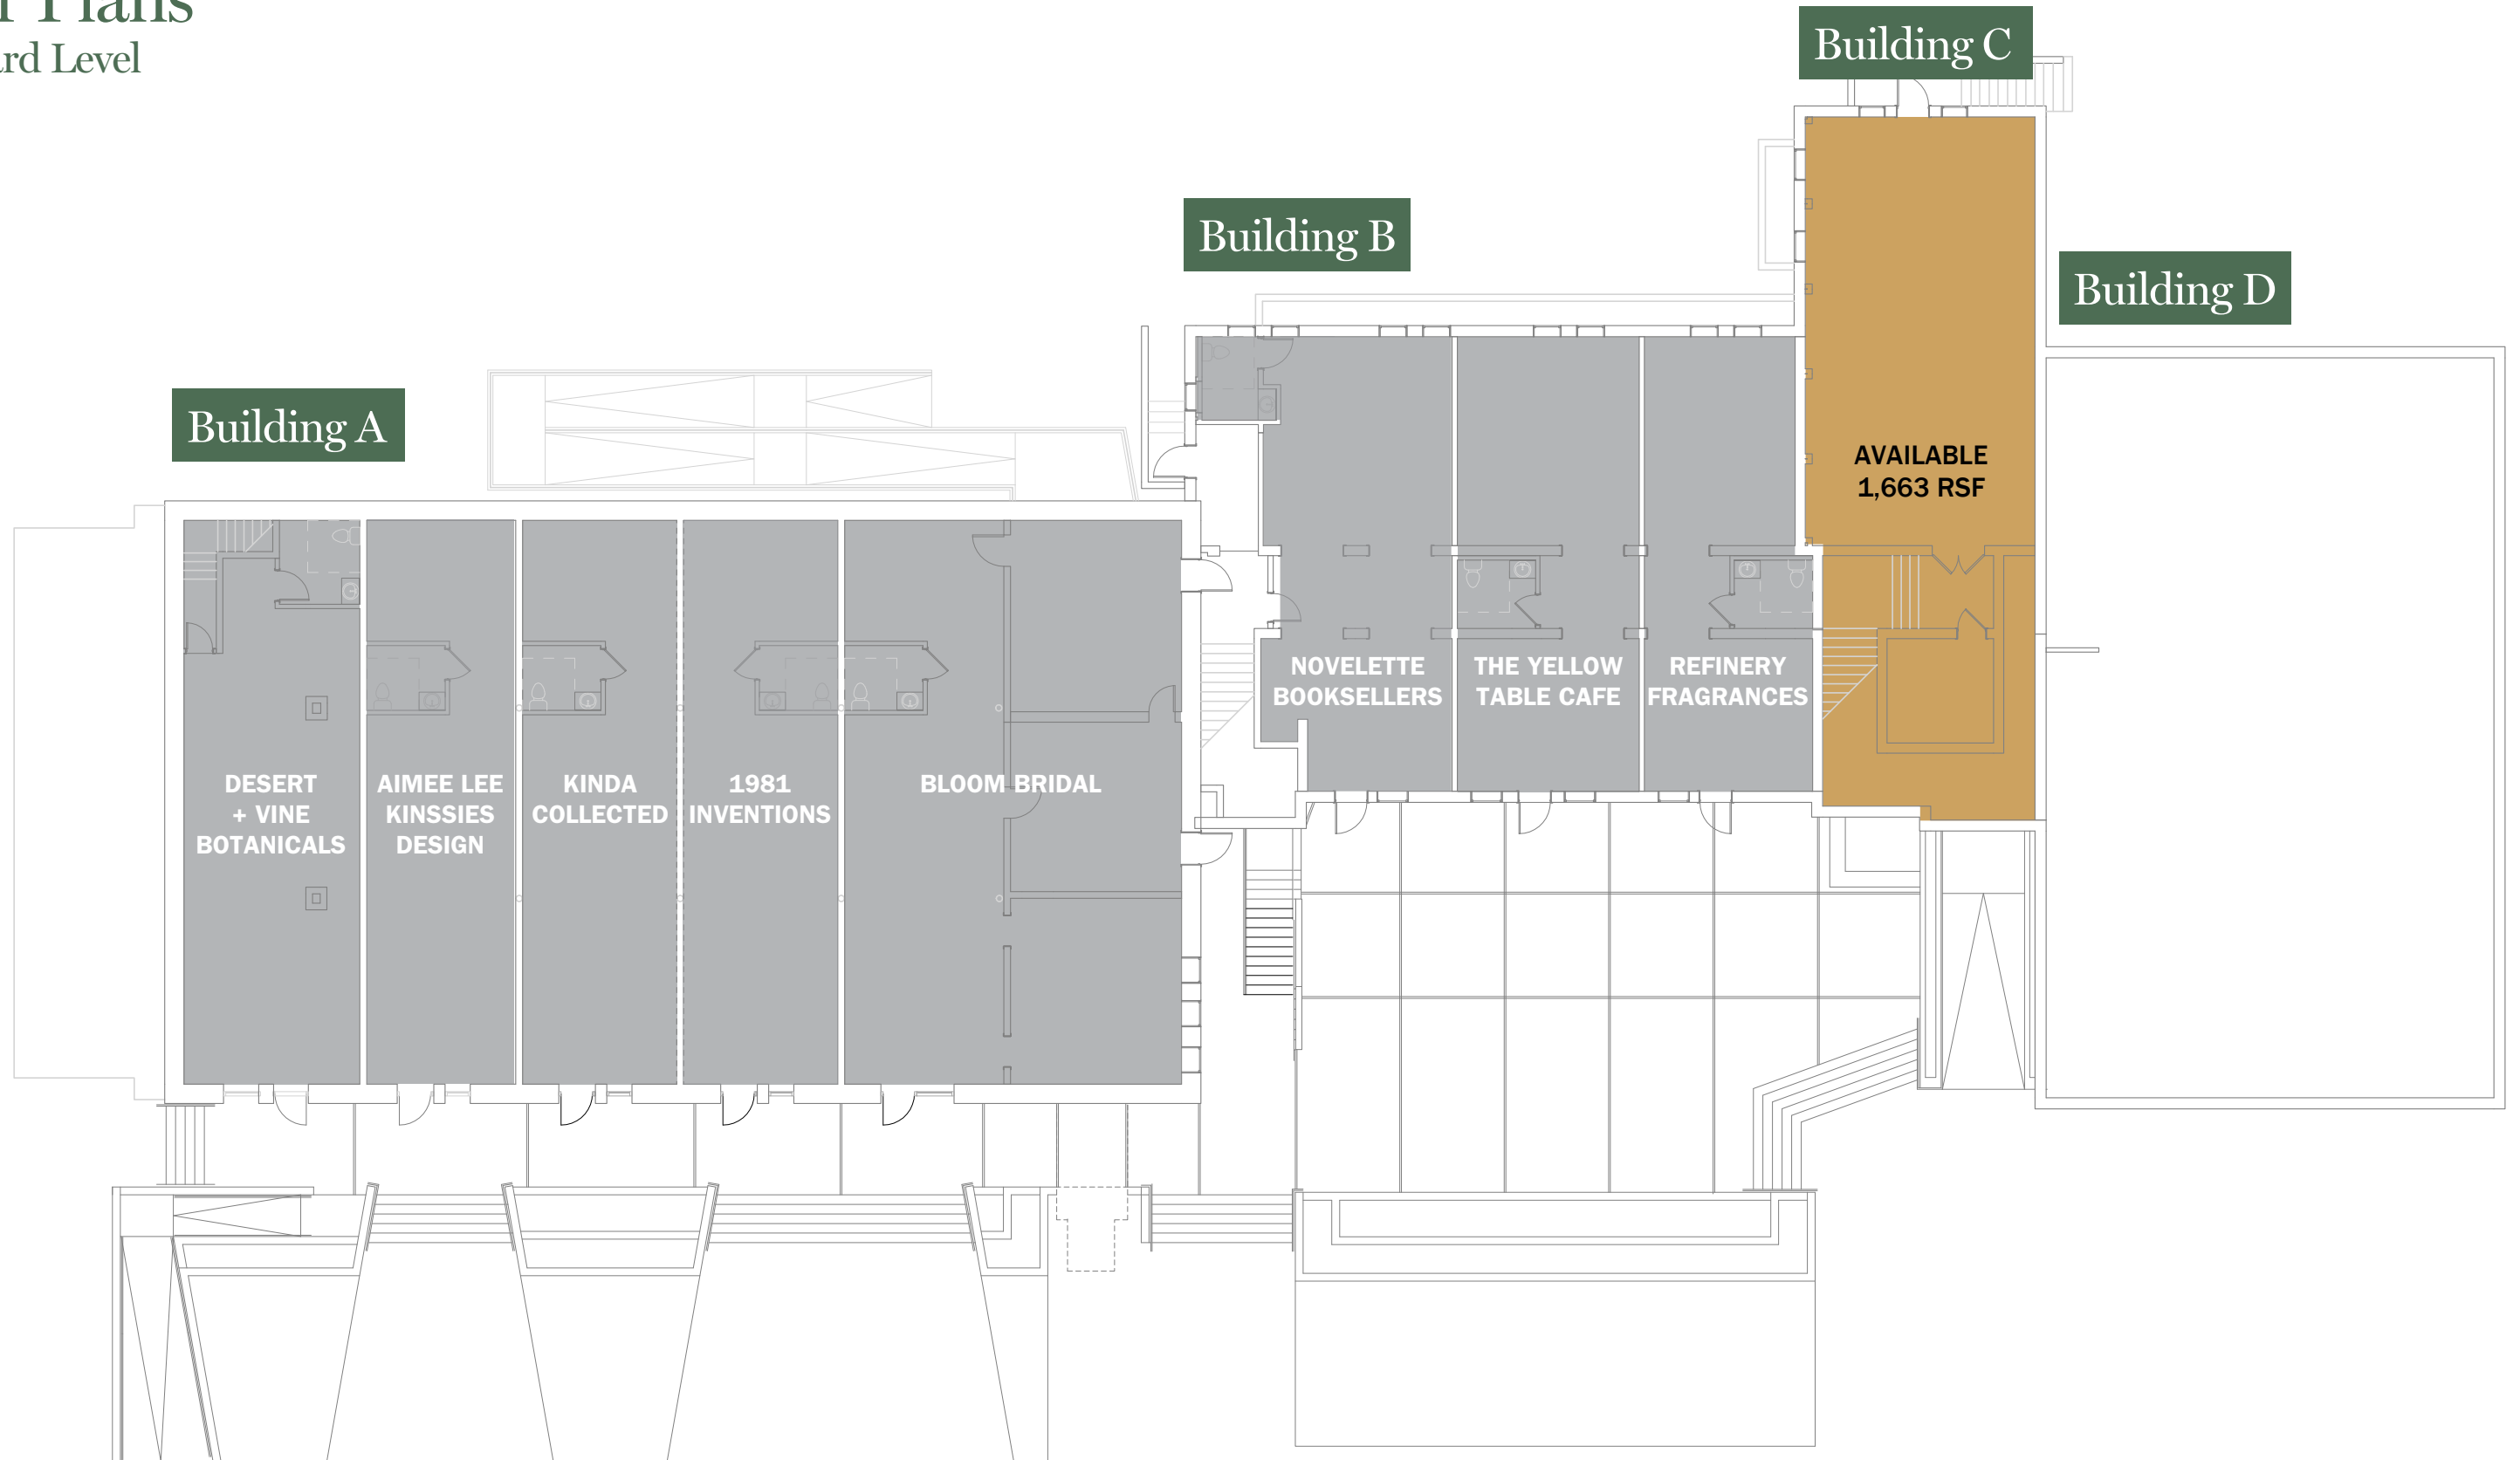 Plans
Level
Building C
Building B
Building D
Building A
AVAILABLE
1,663 RSF
NOVELETTE
BOOKSELLERS
THE YELLOW
TABLE CAFE
REFINERY
FRAGRANCES
DESERT
+ VINE
BOTANICALS
AIMEE LEE
KINSSIES
DESIGN
KINDA
COLLECTED
1981
INVENTIONS
BLOOM BRIDAL